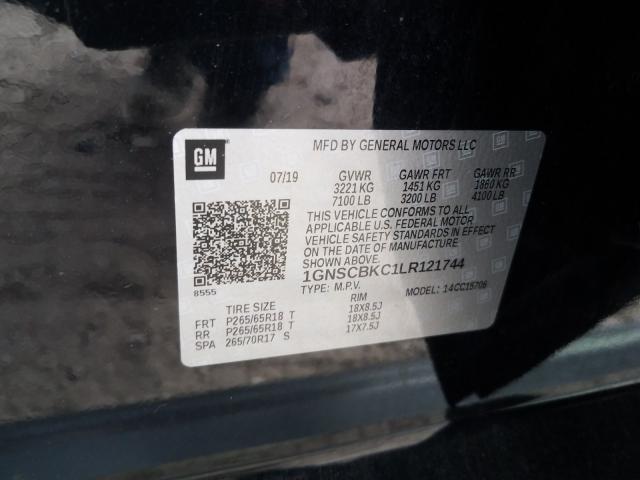 GM
MFD BY GENERAL MOTORS LLC
07/19 GVWR GAWR FRT GAWR RR
3221 KG 1451 KG 1860 KG
7100 LB 3200 LB 4100 LB
THIS VEHICLE CONFORMS TO ALL
APPLICABLE U.S. FEDERAL MOTOR
VEHICLE SAFETY STANDARDS IN EFFECT
ON THE DATE OF MANUFACTURE
SHOWN ABOVE.
1GNSCBKC1LR121744
TYPE: M.P.V. MODEL: 14CC15706
8555
TIRE SIZE RIM
FRT P265/65R18 T 18X8.5J
RR P265/65R18 T 18X8.5J
SPA 265/70R17 S 17X7.5J